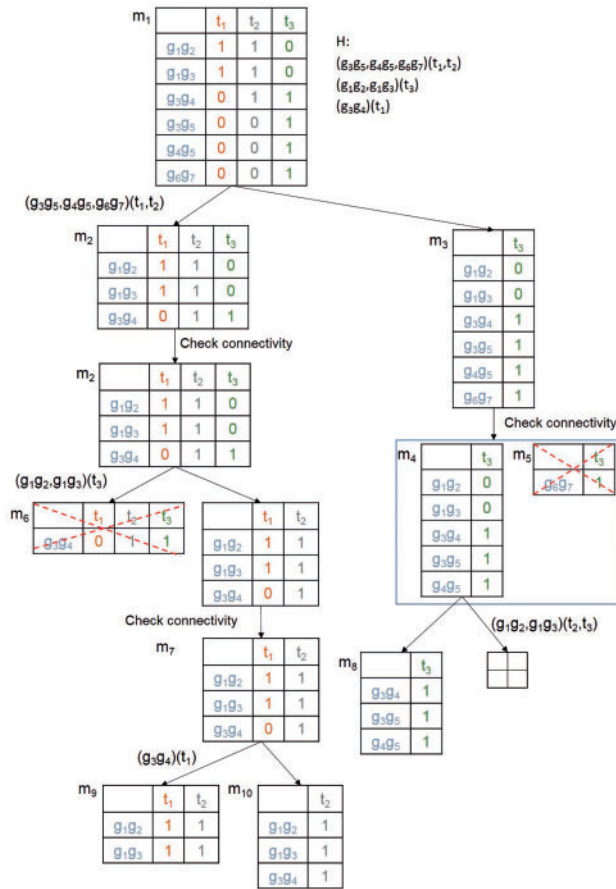 m₁
t₁ t₂ t₃
g₁g₂ 1 1 0
g₁g₃ 1 1 0
g₃g₄ 0 1 1
g₃g₅ 0 0 1
g₄g₅ 0 0 1
g₆g₇ 0 0 1
H:
(g₃g₅,g₄g₅,g₆g₇)(t₁,t₂)
(g₁g₂,g₁g₃)(t₃)
(g₃g₄)(t₁)
(g₃g₅,g₄g₅,g₆g₇)(t₁,t₂)
m₂
t₁ t₂ t₃
g₁g₂ 1 1 0
g₁g₃ 1 1 0
g₃g₄ 0 1 1
m₃
t₃
g₁g₂ 0
g₁g₃ 0
g₃g₄ 1
g₃g₅ 1
g₄g₅ 1
g₆g₇ 1
Check connectivity
Check connectivity
m₂
t₁ t₂ t₃
g₁g₂ 1 1 0
g₁g₃ 1 1 0
g₃g₄ 0 1 1
m₄
t₃
g₁g₂ 0
g₁g₃ 0
g₃g₄ 1
g₃g₅ 1
g₄g₅ 1
m₅
t₃
g₆g₇ 1
(g₁g₂,g₁g₃)(t₃)
m₆
t₁ t₂ t₃
g₃g₄ 0 1 1
t₁ t₂
g₁g₂ 1 1
g₁g₃ 1 1
g₃g₄ 0 1
Check connectivity
(g₁g₂,g₁g₃)(t₂,t₃)
m₇
t₁ t₂
g₁g₂ 1 1
g₁g₃ 1 1
g₃g₄ 0 1
m₈
t₃
g₃g₄ 1
g₃g₅ 1
g₄g₅ 1
(g₃g₄)(t₁)
m₉
t₁ t₂
g₁g₂ 1 1
g₁g₃ 1 1
m₁₀
t₂
g₁g₂ 1
g₁g₃ 1
g₃g₄ 1